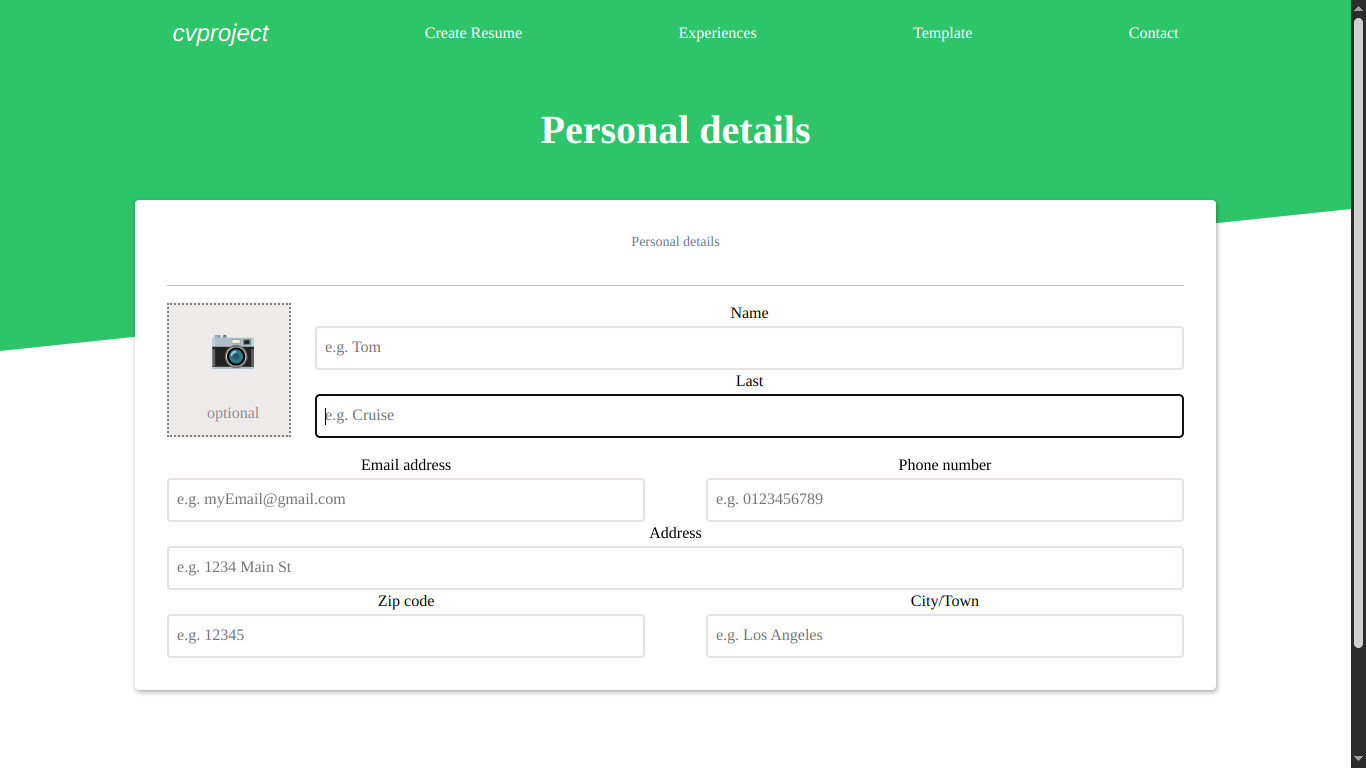 cvproject Create Resume Experiences Template Contact
Personal details
Personal details
Name
e.g. Tom
Last
e.g. Cruise
optional
Email address Phone number
e.g. myEmail@gmail.com e.g. 0123456789
Address
e.g. 1234 Main St
Zip code City/Town
e.g. 12345 e.g. Los Angeles